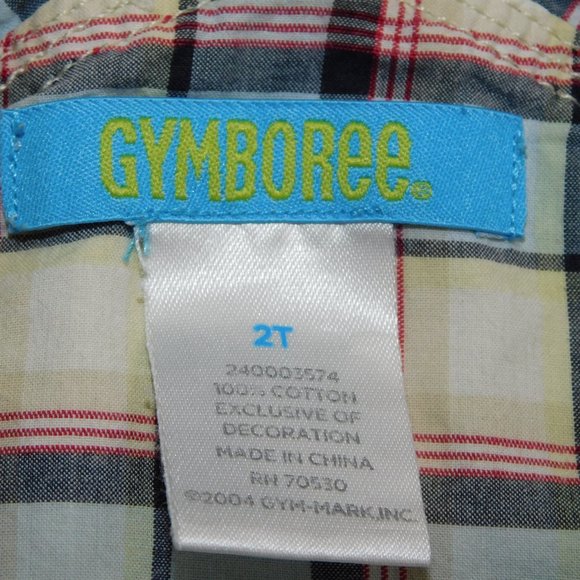 GYMBOREE®
2T
240003574
100% COTTON
EXCLUSIVE OF
DECORATION
MADE IN CHINA
RN 70530
©2004 GYM-MARK,INC.